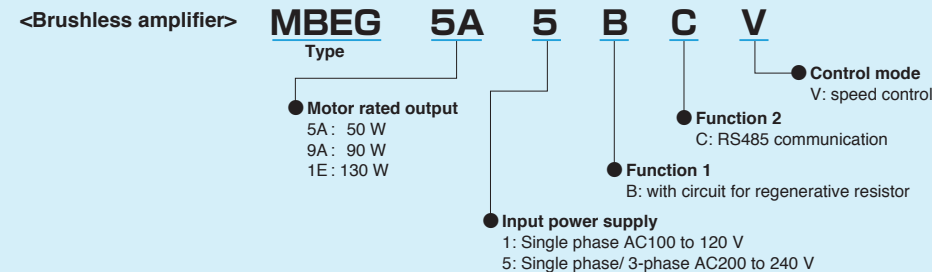 <Brushless amplifier> MBEG 5A 5 B C V
Type
Control mode
V: speed control
Motor rated output
5A : 50 W
9A : 90 W
1E : 130 W
Function 2
C: RS485 communication
Function 1
B: with circuit for regenerative resistor
Input power supply
1: Single phase AC100 to 120 V
5: Single phase/ 3-phase AC200 to 240 V